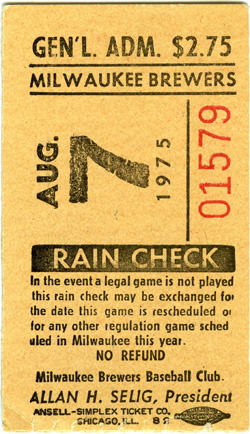 GEN'L. ADM. $2.75
MILWAUKEE BREWERS
AUG. 7 1975
01579
RAIN CHECK
In the event a legal game is not played
this rain check may be exchanged fo
the date this game is rescheduled o
for any other regulation game sched
uled in Milwaukee this year.
NO REFUND
Milwaukee Brewers Baseball Club.
ALLAN H. SELIG, President
ANSELL-SIMPLEX TICKET CO.
CHICAGO, ILL.